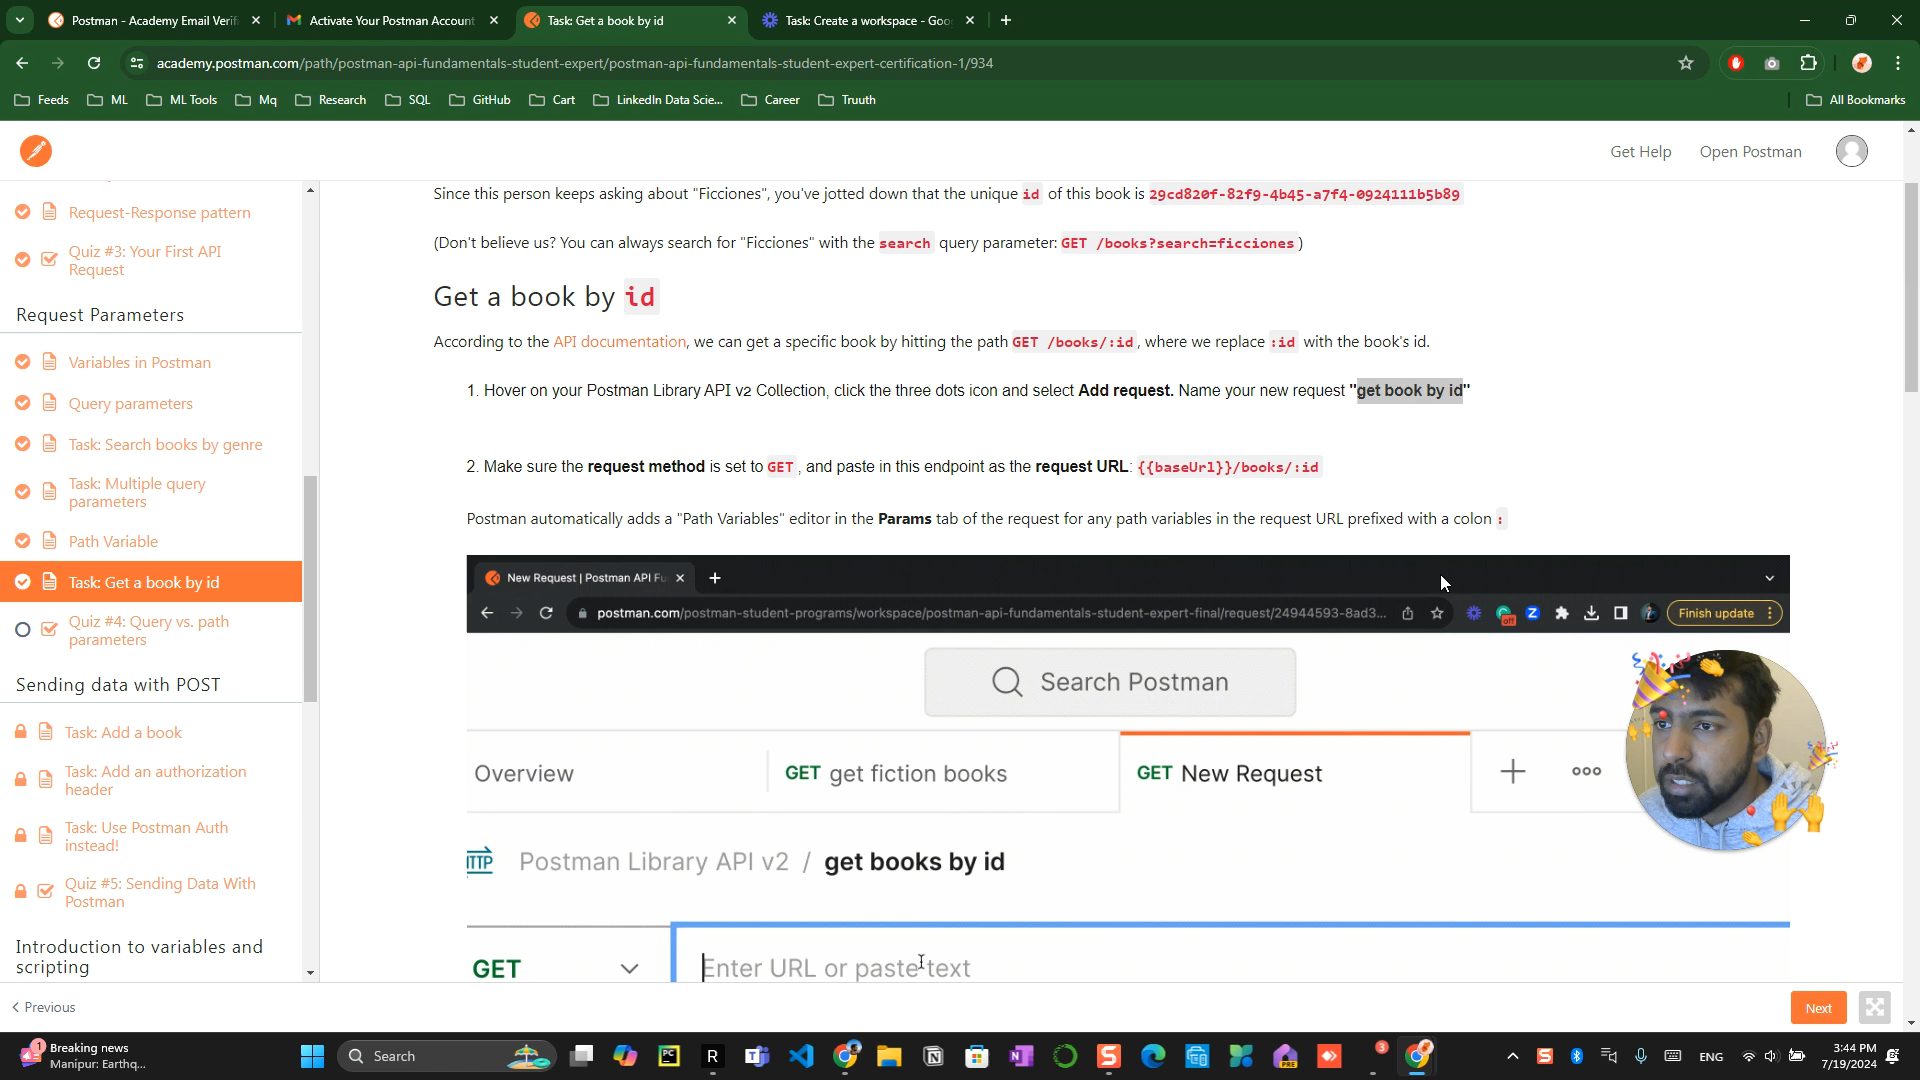 Postman - Academy Email Verifi
Activate Your Postman Account
Task: Get a book by id
Task: Create a workspace - Goo
academy.postman.com/path/postman-api-fundamentals-student-expert/postman-api-fundamentals-student-expert-certification-1/934
Feeds
ML
ML Tools
Mq
Research
SQL
GitHub
Cart
LinkedIn Data Scie...
Career
Truuth
All Bookmarks
Get Help
Open Postman
Request-Response pattern
Quiz #3: Your First API
Request
Request Parameters
Variables in Postman
Query parameters
Task: Search books by genre
Task: Multiple query
parameters
Path Variable
Task: Get a book by id
Quiz #4: Query vs. path
parameters
Sending data with POST
Task: Add a book
Task: Add an authorization
header
Task: Use Postman Auth
instead!
Quiz #5: Sending Data With
Postman
Introduction to variables and
scripting
Since this person keeps asking about "Ficciones", you've jotted down that the unique id of this book is 29cd820f-82f9-4b45-a7f4-0924111b5b89
(Don't believe us? You can always search for "Ficciones" with the search query parameter: GET /books?search=ficciones )
Get a book by id
According to the API documentation, we can get a specific book by hitting the path GET /books/:id , where we replace :id with the book's id.
1. Hover on your Postman Library API v2 Collection, click the three dots icon and select Add request. Name your new request "get book by id"
2. Make sure the request method is set to GET , and paste in this endpoint as the request URL: {{baseUrl}}/books/:id
Postman automatically adds a "Path Variables" editor in the Params tab of the request for any path variables in the request URL prefixed with a colon :
New Request | Postman API Fu
postman.com/postman-student-programs/workspace/postman-api-fundamentals-student-expert-final/request/24944593-8ad3...
off
Z
Finish update
Search Postman
Overview
GET get fiction books
GET New Request
HTTP
Postman Library API v2 / get books by id
GET
Enter URL or paste text
Previous
Next
1
Breaking news
Manipur: Earthq...
Search
PC
R
T
N
N
S
PRE
3
S
ENG
3:44 PM
7/19/2024